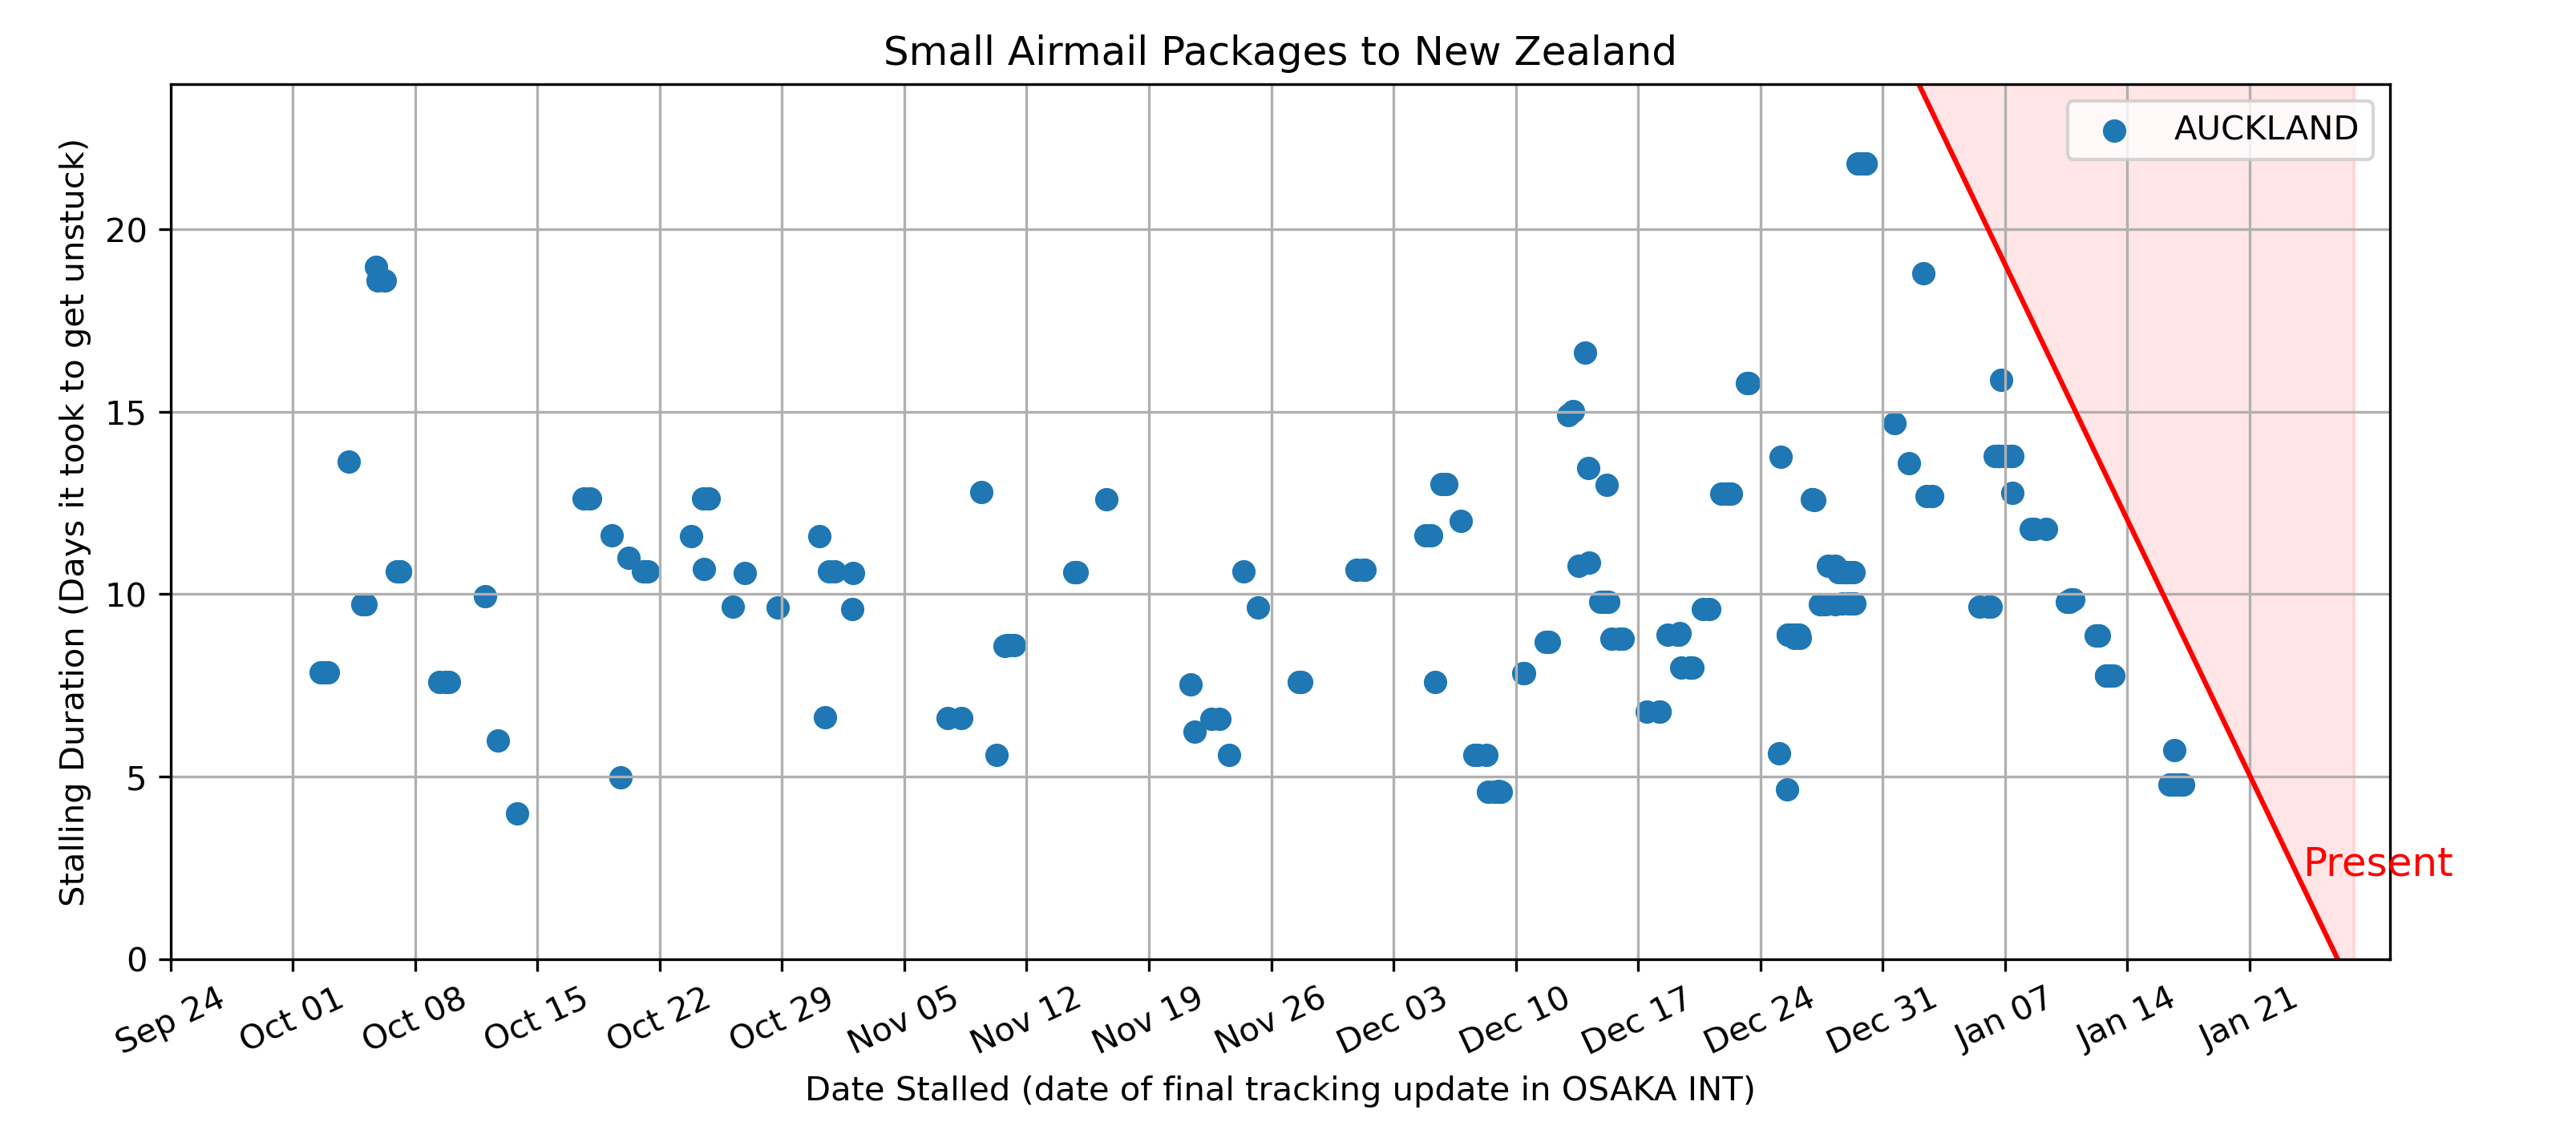 Small Airmail Packages to New Zealand
AUCKLAND
Stalling Duration (Days it took to get unstuck)
20
15
10
5
0
Present
Sep 24 Oct 01 Oct 08 Oct 15 Oct 22 Oct 29 Nov 05 Nov 12 Nov 19 Nov 26 Dec 03 Dec 10 Dec 17 Dec 24 Dec 31 Jan 07 Jan 14 Jan 21
Date Stalled (date of final tracking update in OSAKA INT)